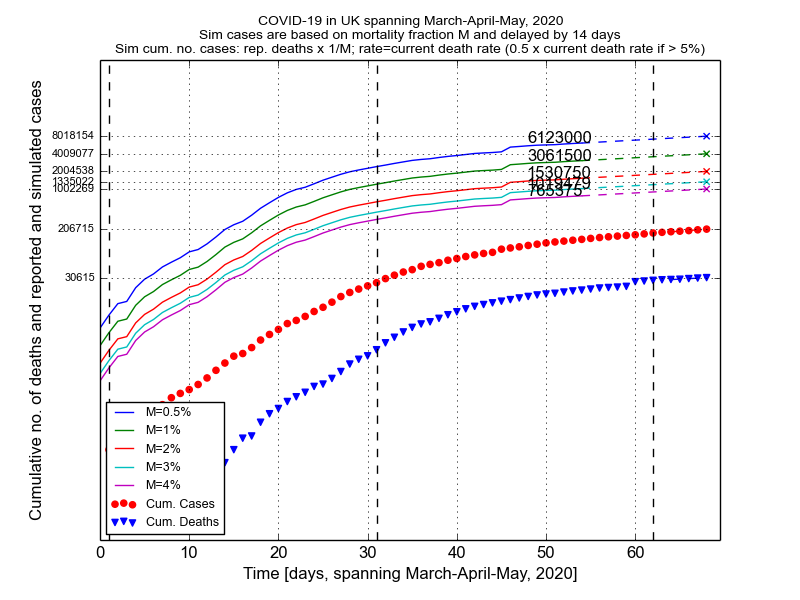 COVID-19 in UK spanning March-April-May, 2020
Sim cases are based on mortality fraction M and delayed by 14 days
Sim cum. no. cases: rep. deaths x 1/M; rate=current death rate (0.5 x current death rate if > 5%)
Cumulative no. of deaths and reported and simulated cases
8018154
4009077
2004538
1335022
1002269
206715
30615
6123000
3061500
1530750
765375
M=0.5%
M=1%
M=2%
M=3%
M=4%
Cum. Cases
Cum. Deaths
0 10 20 30 40 50 60
Time [days, spanning March-April-May, 2020]